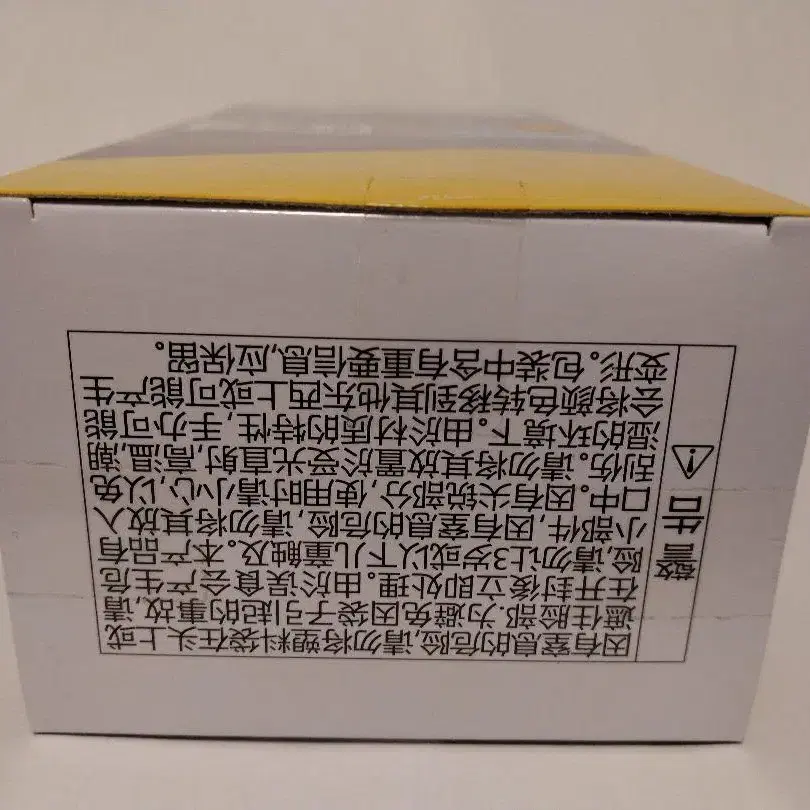 警告
因有窒息的危险,请勿将塑料袋在头上或
遮住脸部.为避免因袋子引起的事故,请
在开封後立即处理。由於误食会产生危
险,请勿让3岁或以下儿童触及。本产品有
小部件,因有窒息的危险,请勿将其放入
口中。因有关锐部分,使用时请小心,以免
刮伤。请勿将其放置於受光直射,高温,潮
湿的环境下。由於材质的特性,手办可能
会将颜色转移到其他东西上或可能产生
变形。包装中含有重要信息,应保留。